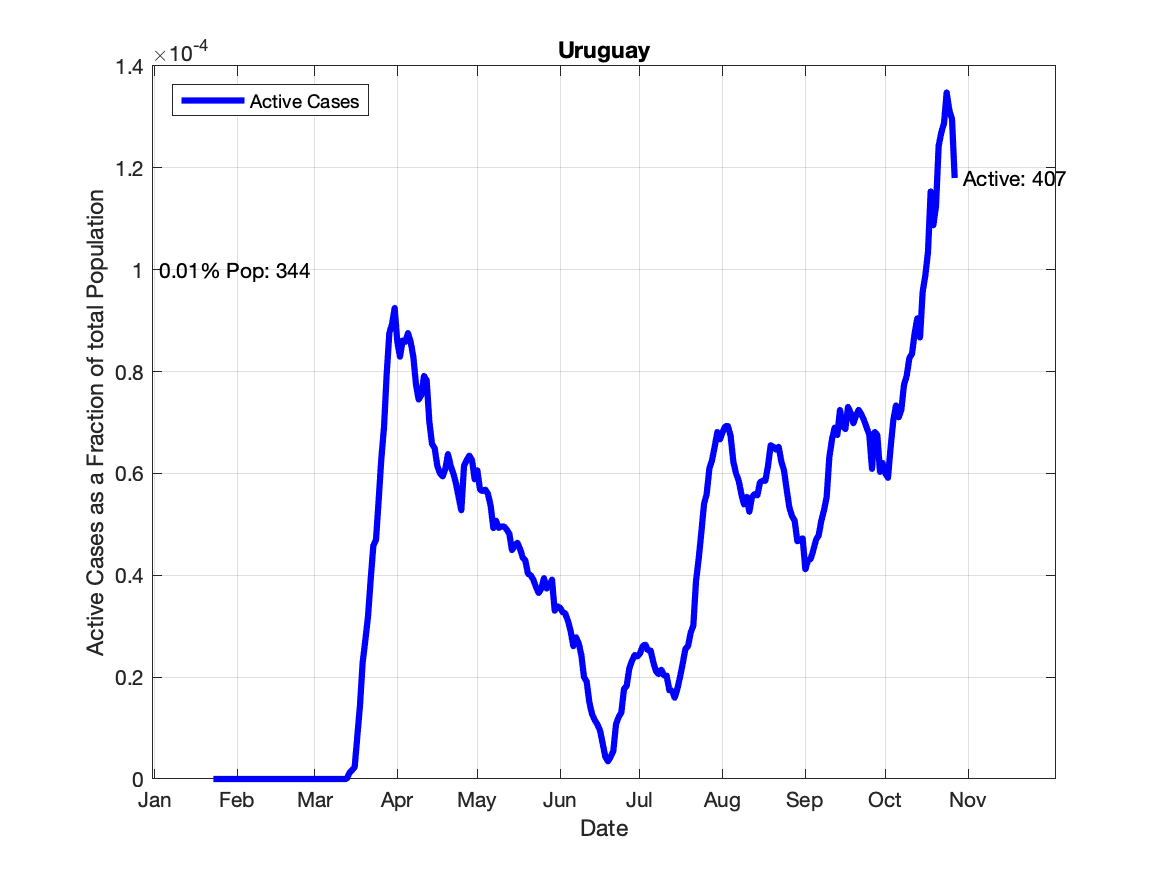 Uruguay
×10-4
1.4
1.2
1
0.8
0.6
0.4
0.2
0
Active Cases
0.01% Pop: 344
Active: 407
Active Cases as a Fraction of total Population
Jan Feb Mar Apr May Jun Jul Aug Sep Oct Nov
Date